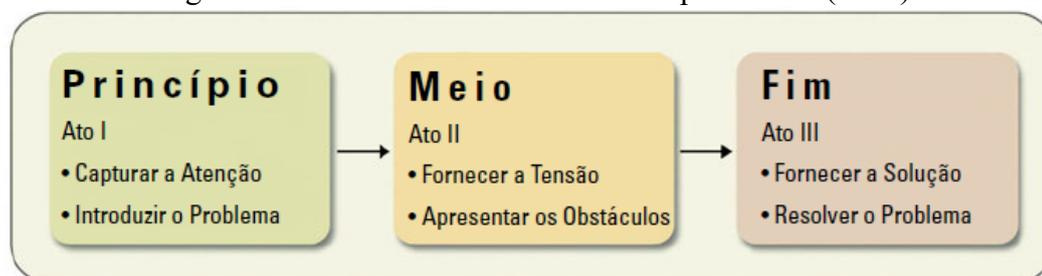 Princípio
Ato I
• Capturar a Atenção
• Introduzir o Problema
Meio
Ato II
• Fornecer a Tensão
• Apresentar os Obstáculos
Fim
Ato III
• Fornecer a Solução
• Resolver o Problema